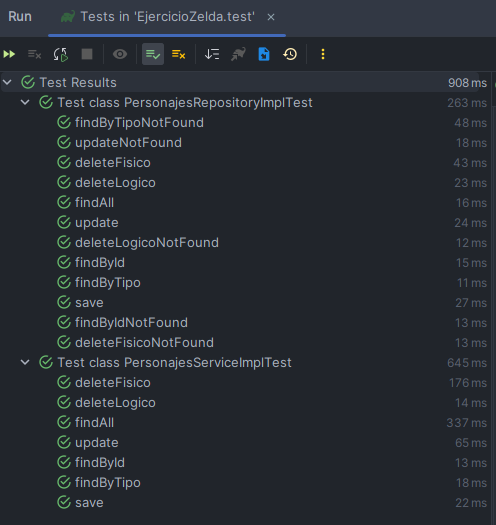 Run Tests in 'EjercicioZelda.test' ×
Test Results 908 ms
Test class PersonajesRepositoryImplTest 263 ms
findByTipoNotFound 48 ms
updateNotFound 18 ms
deleteFisico 43 ms
deleteLogico 23 ms
findAll 16 ms
update 24 ms
deleteLogicoNotFound 12 ms
findById 15 ms
findByTipo 11 ms
save 27 ms
findByIdNotFound 13 ms
deleteFisicoNotFound 13 ms
Test class PersonajesServiceImplTest 645 ms
deleteFisico 176 ms
deleteLogico 14 ms
findAll 337 ms
update 65 ms
findById 13 ms
findByTipo 18 ms
save 22 ms